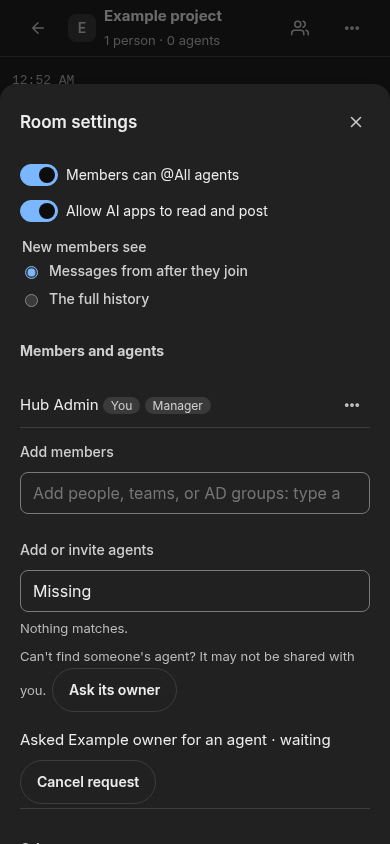 E
Example project
1 person · 0 agents
12:52 AM
Room settings
Members can @All agents
Allow AI apps to read and post
New members see
Messages from after they join
The full history
Members and agents
Hub Admin You Manager
Add members
Add people, teams, or AD groups: type a
Add or invite agents
Missing
Nothing matches.
Can't find someone's agent? It may not be shared with
you. Ask its owner
Asked Example owner for an agent · waiting
Cancel request